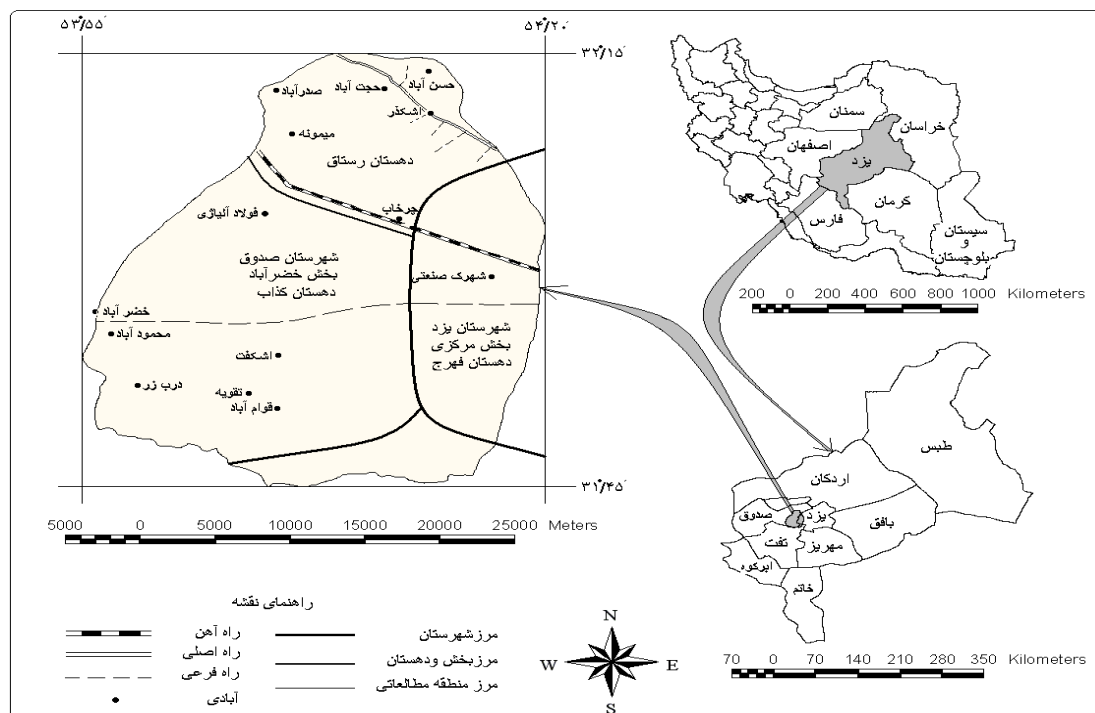 ۵۳°/۵۵′
۵۴°/۲۰′
۳۲°/۱۵′
حسن آباد
حجت آباد
صدرآباد
اشکذر
میمونه
دهستان رستاق
چرخاب
فولاد آلیاژی
شهرستان صدوق
بخش خضرآباد
دهستان کذاب
شهرک صنعتی
خضر آباد
محمود آباد
شهرستان یزد
بخش مرکزی
دهستان فهرج
اشکفت
درب زر
تقویه
قوام آباد
۳۱°/۴۵′
5000 0 5000 10000 15000 20000 25000 Meters
سمنان
خراسان
اصفهان
یزد
کرمان
فارس
سیستان
و
بلوچستان
200 0 200 400 600 800 1000 Kilometers
طبس
اردکان
صدوق
یزد
بافق
تفت
مهریز
ابرکوه
خاتم
70 0 70 140 210 280 350 Kilometers
راهنمای نقشه
راه آهن
راه اصلی
راه فرعی
آبادی
مرزشهرستان
مرزبخش ودهستان
مرز منطقه مطالعاتی
N
W E
S